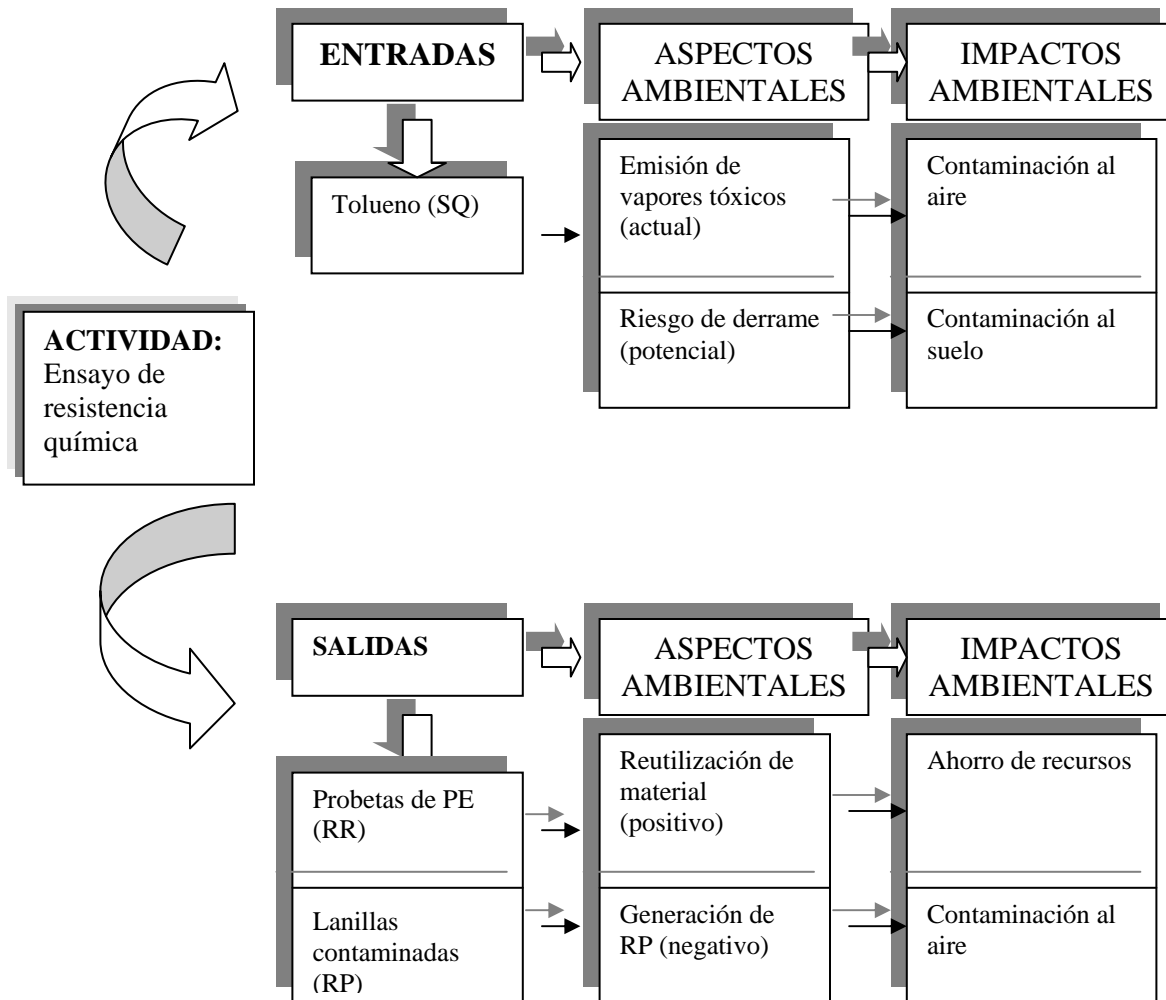 ENTRADAS
ASPECTOS
AMBIENTALES
IMPACTOS
AMBIENTALES
Tolueno (SQ)
Emisión de
vapores tóxicos
(actual)
Contaminación al
aire
Riesgo de derrame
(potencial)
Contaminación al
suelo
ACTIVIDAD:
Ensayo de
resistencia
química
SALIDAS
ASPECTOS
AMBIENTALES
IMPACTOS
AMBIENTALES
Probetas de PE
(RR)
Reutilización de
material
(positivo)
Ahorro de recursos
Lanillas
contaminadas
(RP)
Generación de
RP (negativo)
Contaminación al
aire